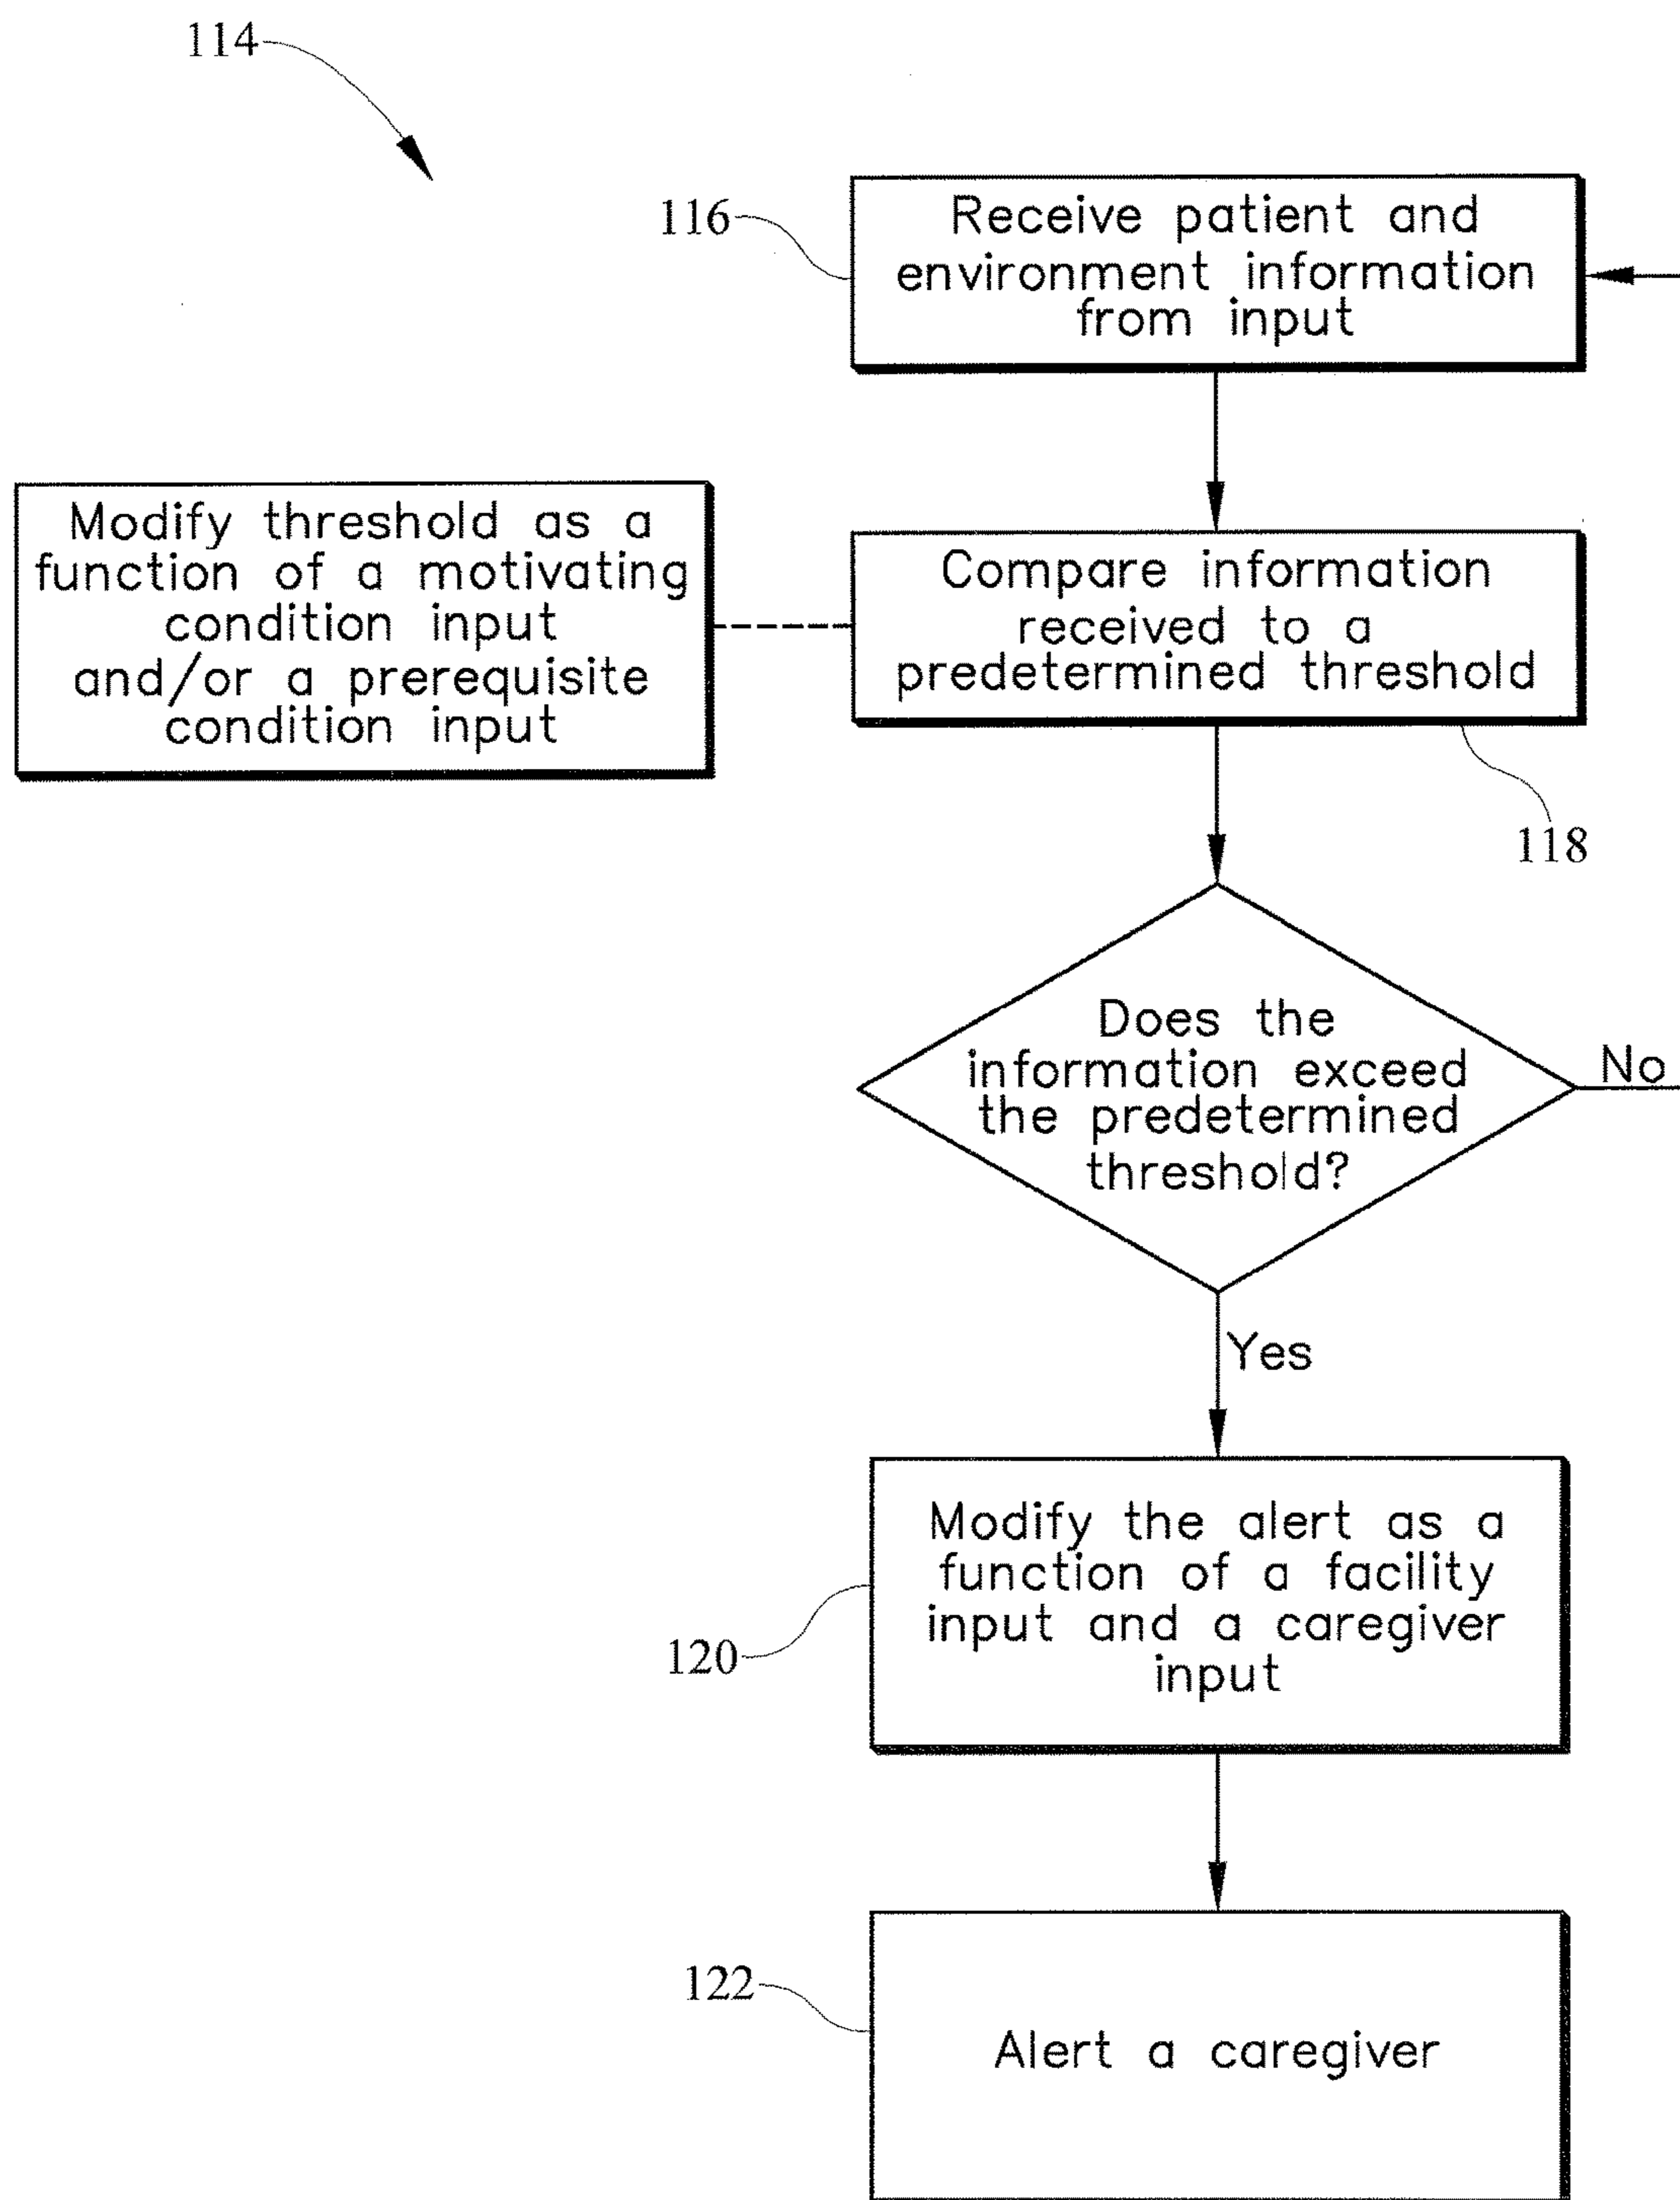 114
116
Receive patient and
environment information
from input
Modify threshold as a
function of a motivating
condition input
and/or a prerequisite
condition input
Compare information
received to a
predetermined threshold
118
Does the
information exceed
the predetermined
threshold?
No
Yes
Modify the alert as a
function of a facility
input and a caregiver
input
120
122
Alert a caregiver